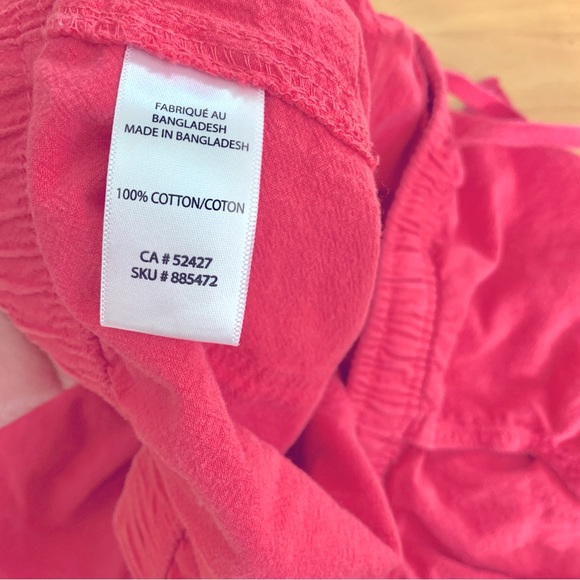 FABRIQUÉ AU
BANGLADESH
MADE IN BANGLADESH
100% COTTON/COTON
CA # 52427
SKU # 885472